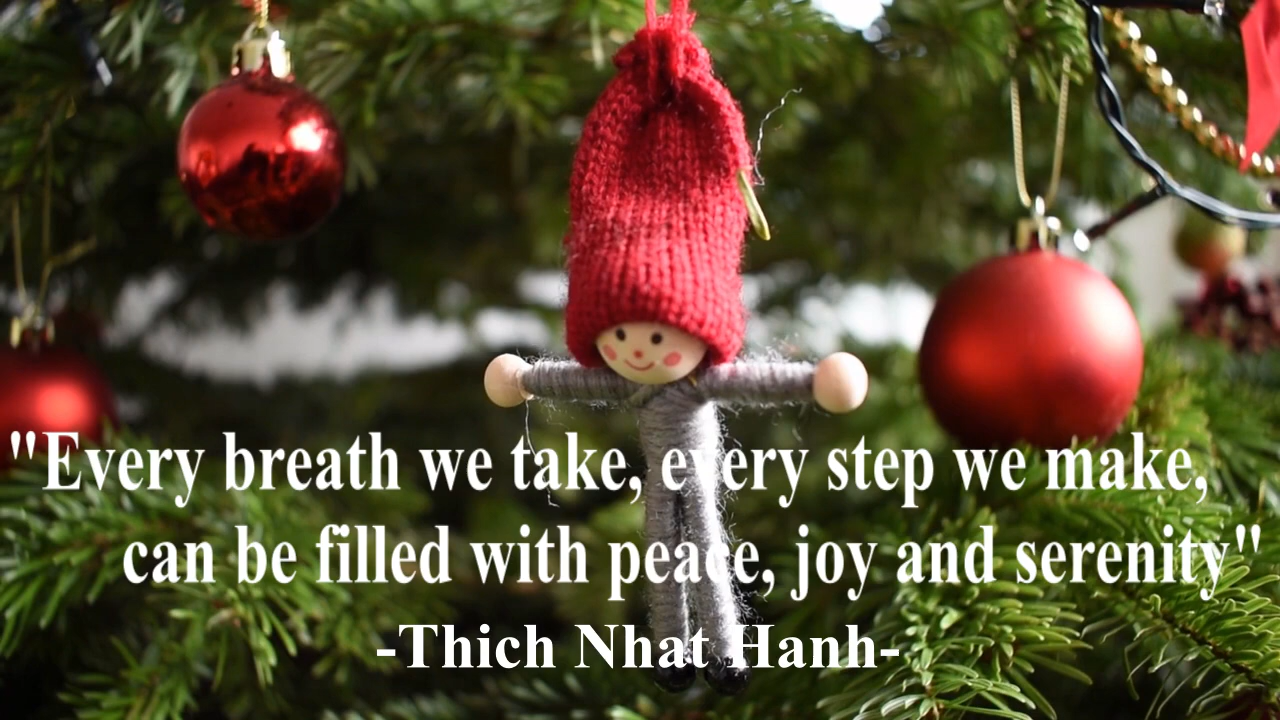 "Every breath we take, every step we make,
can be filled with peace, joy and serenity"
-Thich Nhat Hanh-